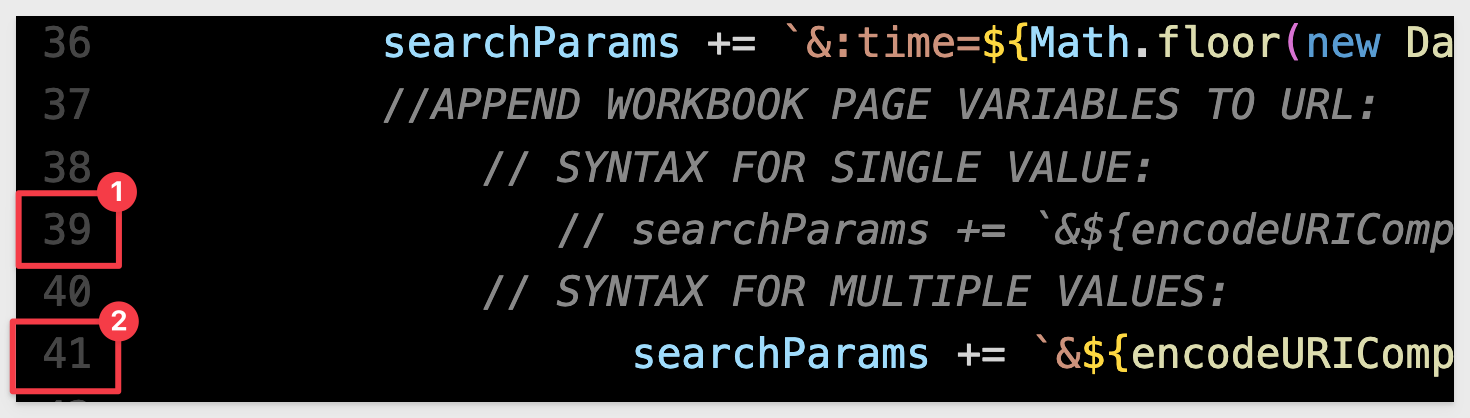 36 searchParams += `&:time=${Math.floor(new Da
37 //APPEND WORKBOOK PAGE VARIABLES TO URL:
38 // SYNTAX FOR SINGLE VALUE:
1
39 // searchParams += `&${encodeURIComp
40 // SYNTAX FOR MULTIPLE VALUES:
2
41 searchParams += `&${encodeURIComp